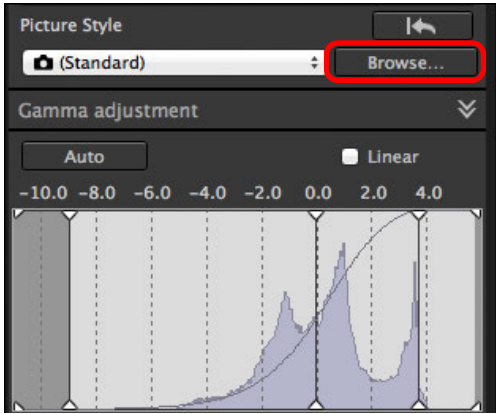 Picture Style
(Standard) Browse...
Gamma adjustment
Auto Linear
-10.0 -8.0 -6.0 -4.0 -2.0 0.0 2.0 4.0